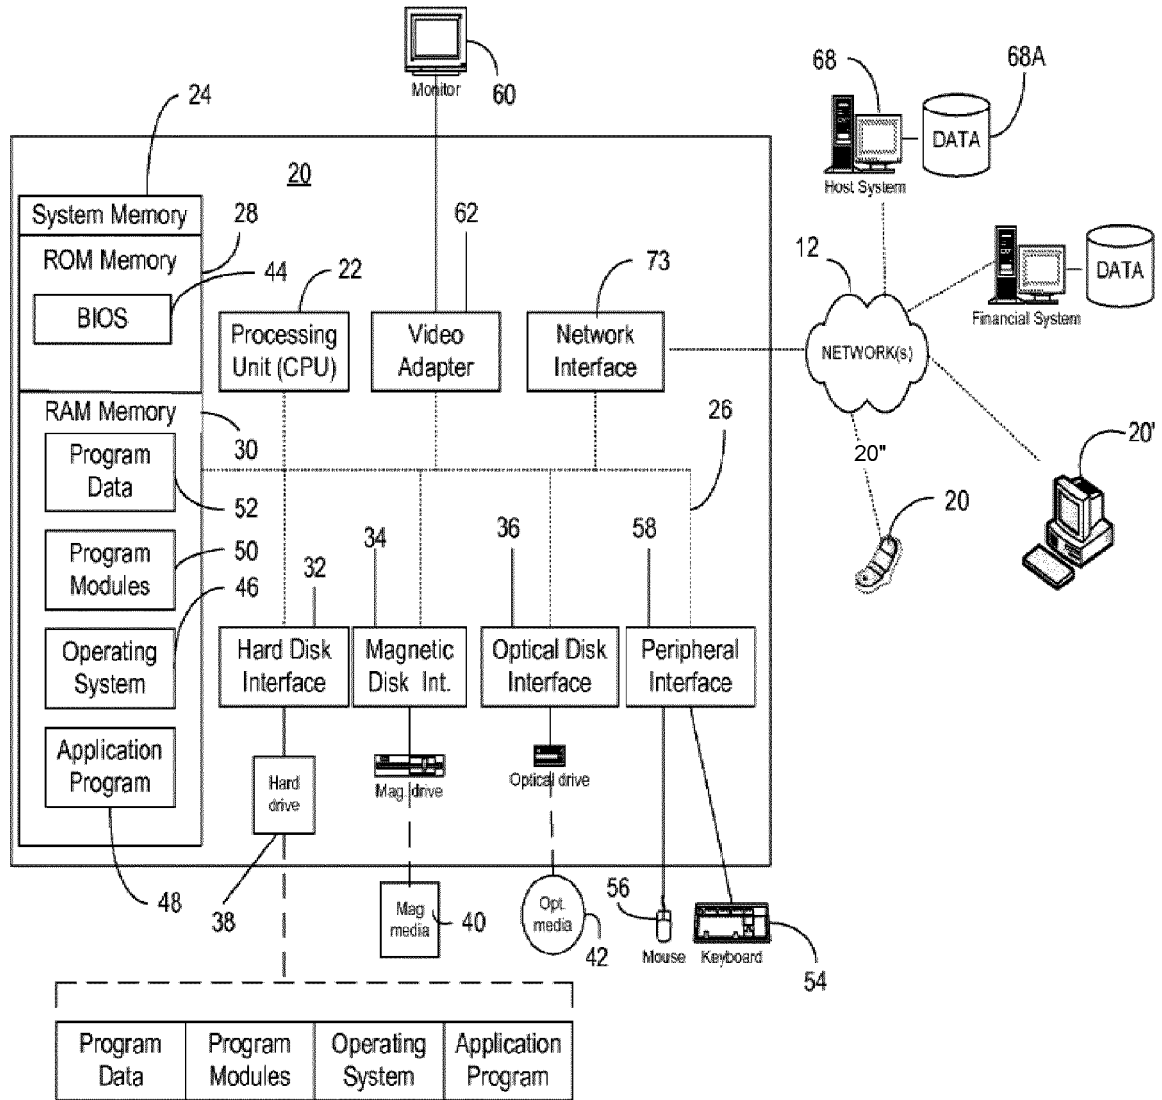 Monitor
60
68
68A
24
DATA
Host System
20
System Memory
28
62
ROM Memory
44
22
73
12
DATA
BIOS
Financial System
Processing
Unit (CPU)
Video
Adapter
Network
Interface
NETWORK(s)
RAM Memory
30
26
20"
20'
Program
Data
52
20
34
36
58
50
Program
Modules
32
46
Operating
System
Hard Disk
Interface
Magnetic
Disk Int.
Optical Disk
Interface
Peripheral
Interface
Application
Program
Hard
drive
Mag. drive
Optical drive
48
38
Mag.
media
40
Opt.
media
42
56
Mouse
Keyboard
54
Program
Data
Program
Modules
Operating
System
Application
Program